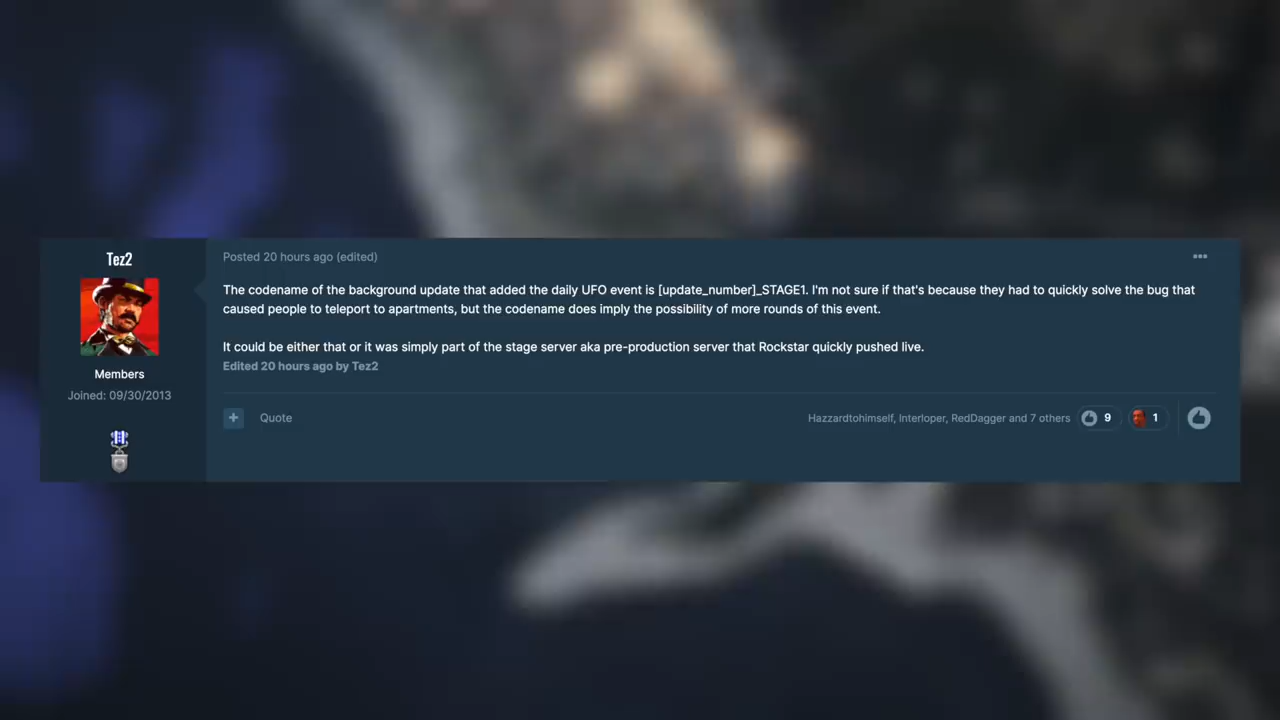 Tez2
Members
Joined: 09/30/2013
Posted 20 hours ago (edited)
The codename of the background update that added the daily UFO event is [update_number]_STAGE1. I'm not sure if that's because they had to quickly solve the bug that
caused people to teleport to apartments, but the codename does imply the possibility of more rounds of this event.
It could be either that or it was simply part of the stage server aka pre-production server that Rockstar quickly pushed live.
Edited 20 hours ago by Tez2
+ Quote
Hazzardtohimself, Interloper, RedDagger and 7 others 9 1